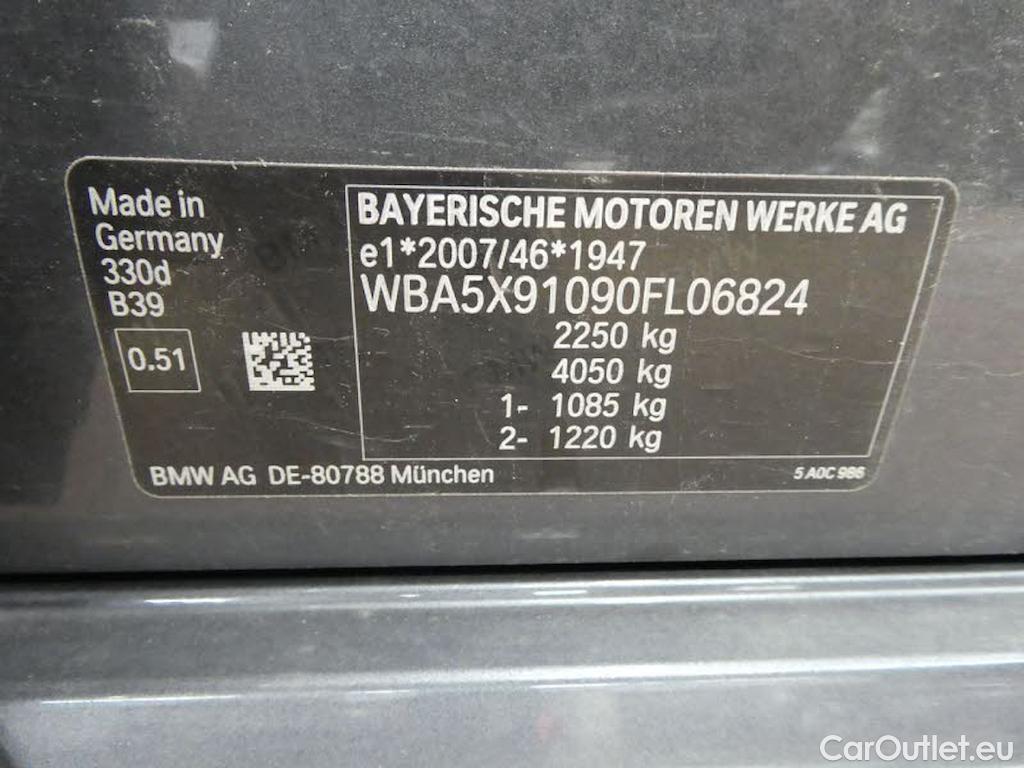 Made in
Germany
330d
B39
0.51
BAYERISCHE MOTOREN WERKE AG
e1*2007/46*1947
WBA5X91090FL06824
2250 kg
4050 kg
1- 1085 kg
2- 1220 kg
BMW AG DE-80788 München
5 A0C 986
CarOutlet.eu